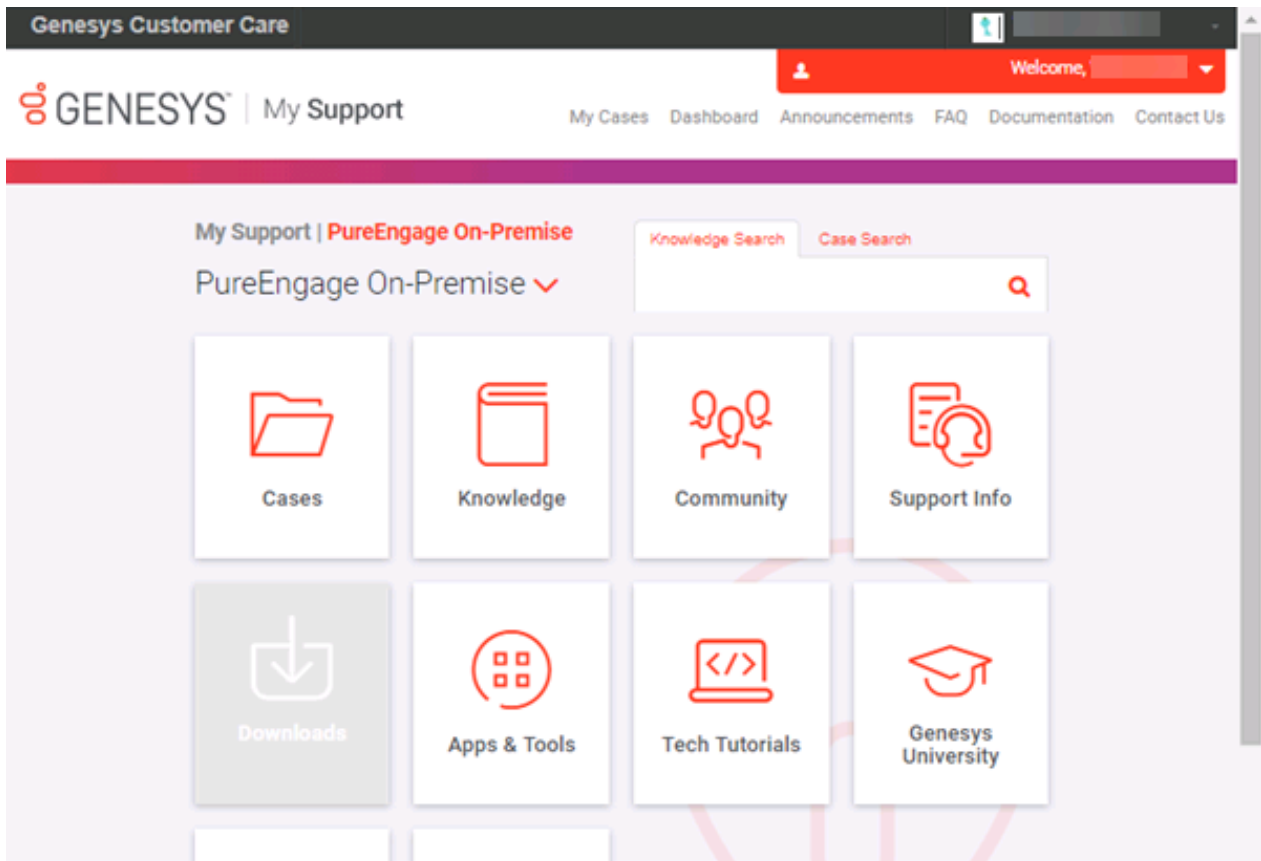 Genesys Customer Care
Welcome,
GENESYS™ | My Support
My Cases Dashboard Announcements FAQ Documentation Contact Us
My Support | PureEngage On-Premise
Knowledge Search Case Search
PureEngage On-Premise
Cases Knowledge Community Support Info
Downloads Apps & Tools Tech Tutorials Genesys
University